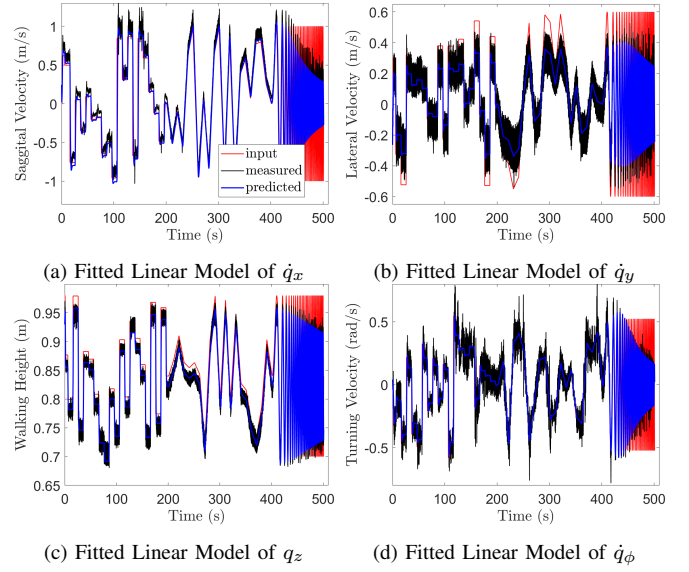 Saggital Velocity (m/s)
1
0.5
0
-0.5
-1
input
measured
predicted
0 100 200 300 400 500
Time (s)
(a) Fitted Linear Model of q̇x
Lateral Velocity (m/s)
0.6
0.4
0.2
0
-0.2
-0.4
-0.6
0 100 200 300 400 500
Time (s)
(b) Fitted Linear Model of q̇y
Walking Height (m)
0.95
0.9
0.85
0.8
0.75
0.7
0.65
0 100 200 300 400 500
Time (s)
(c) Fitted Linear Model of qz
Turning Velocity (rad/s)
0.5
0
-0.5
0 100 200 300 400 500
Time (s)
(d) Fitted Linear Model of q̇ϕ